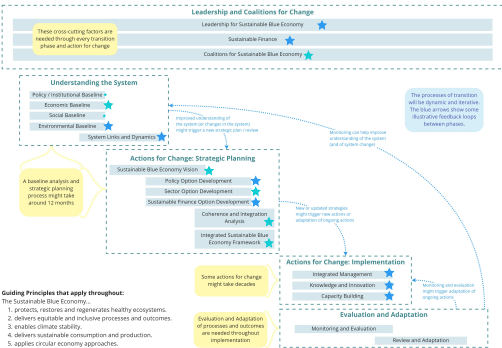 Leadership and Coalitions for Change
Leadership for Sustainable Blue Economy
These cross-cutting factors are
needed through every transition
phase and action for change
Sustainable Finance
Coalitions for Sustainable Blue Economy
Understanding the System
Policy / Institutional Baseline
Economic Baseline
Social Baseline
Environmental Baseline
System Links and Dynamics
The processes of transition
will be dynamic and iterative.
The blue arrows show some
illustrative feedback loops
between phases.
Improved understanding of
the system (or changes in the system)
might trigger a new strategic plan / review
Monitoring can help improve
understanding of the system
(and of system changes)
Actions for Change: Strategic Planning
Sustainable Blue Economy Vision
Policy Option Development
Sector Option Development
Sustainable Finance Option Development
Coherence and Integration
Analysis
Integrated Sustainable Blue
Economy Framework
A baseline analysis and
strategic planning
process might take
around 12 months
New or updated strategies
might trigger new actions or
adaptation of ongoing actions
Actions for Change: Implementation
Integrated Management
Knowledge and Innovation
Capacity Building
Some actions for change
might take decades
Monitoring and evaluation
might trigger adaptation of
ongoing actions
Evaluation and Adaptation
Monitoring and Evaluation
Review and Adaptation
Evaluation and Adaptation
of processes and outcomes
are needed throughout
implementation
Guiding Principles that apply throughout:
The Sustainable Blue Economy...
1. protects, restores and regenerates healthy ecosystems.
2. delivers equitable and inclusive processes and outcomes.
3. enables climate stability.
4. delivers sustainable consumption and production.
5. applies circular economy approaches.